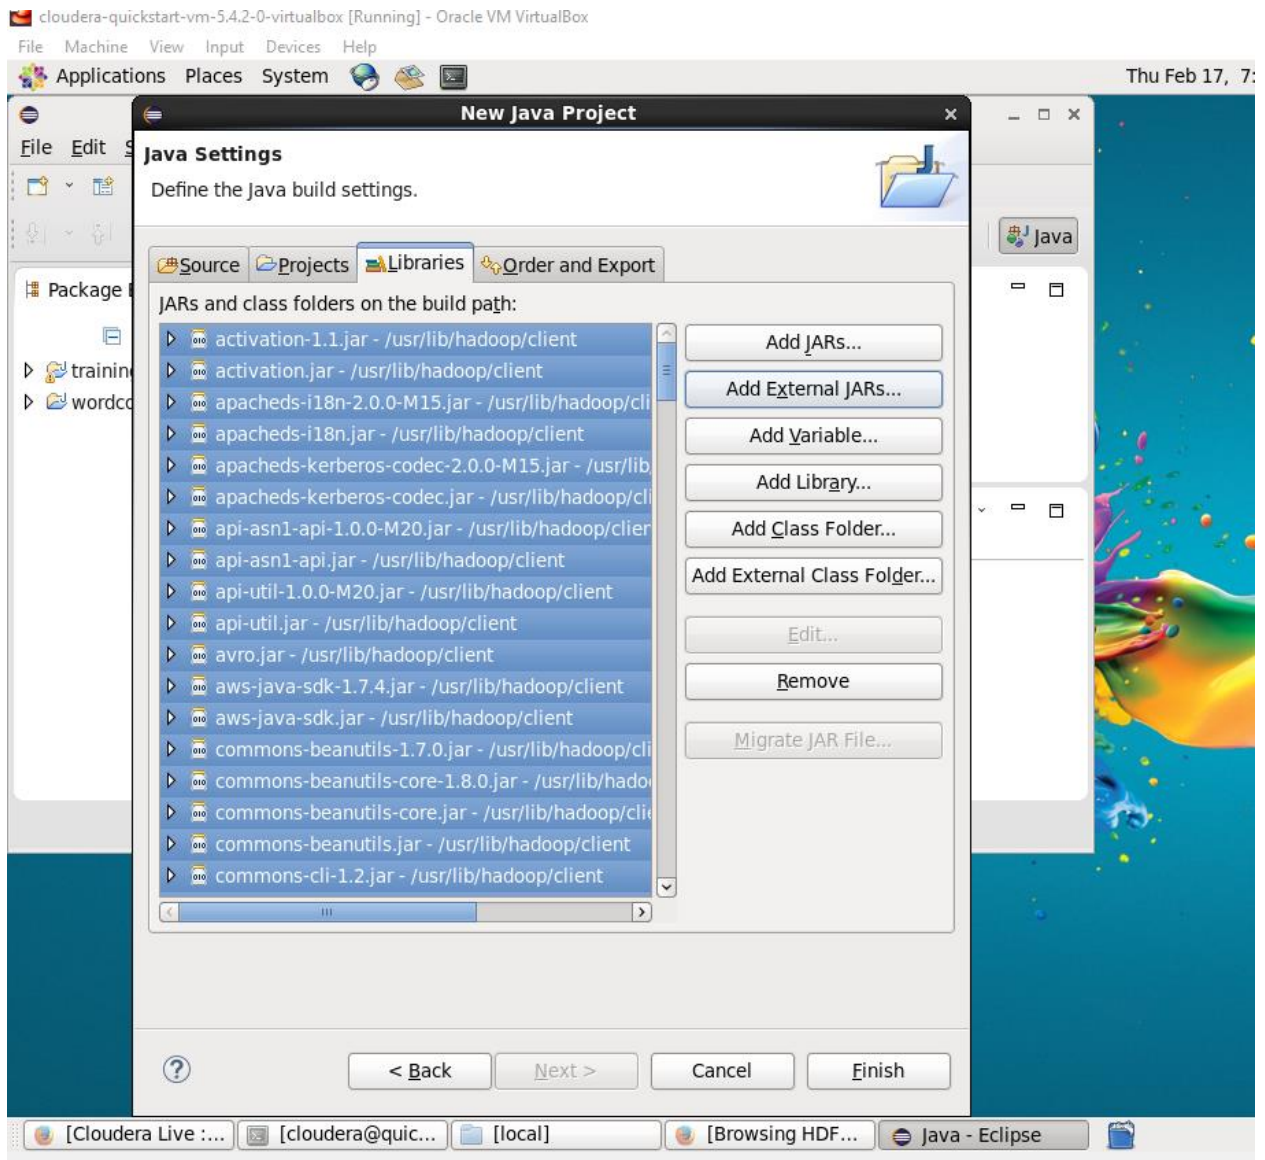 cloudera-quickstart-vm-5.4.2-0-virtualbox [Running] - Oracle VM VirtualBox
File Machine View Input Devices Help
Applications Places System Thu Feb 17, 7:
New Java Project
File Edit S
Java Settings
Define the Java build settings.
Java
Source Projects Libraries Order and Export
Package E
JARs and class folders on the build path:
activation-1.1.jar - /usr/lib/hadoop/client
Add JARs...
activation.jar - /usr/lib/hadoop/client
training
Add External JARs...
apacheds-i18n-2.0.0-M15.jar - /usr/lib/hadoop/cli
wordco
apacheds-i18n.jar - /usr/lib/hadoop/client
Add Variable...
apacheds-kerberos-codec-2.0.0-M15.jar - /usr/lib
Add Library...
apacheds-kerberos-codec.jar - /usr/lib/hadoop/cli
api-asn1-api-1.0.0-M20.jar - /usr/lib/hadoop/clien
Add Class Folder...
api-asn1-api.jar - /usr/lib/hadoop/client
Add External Class Folder...
api-util-1.0.0-M20.jar - /usr/lib/hadoop/client
api-util.jar - /usr/lib/hadoop/client
Edit...
avro.jar - /usr/lib/hadoop/client
aws-java-sdk-1.7.4.jar - /usr/lib/hadoop/client
Remove
aws-java-sdk.jar - /usr/lib/hadoop/client
Migrate JAR File...
commons-beanutils-1.7.0.jar - /usr/lib/hadoop/cli
commons-beanutils-core-1.8.0.jar - /usr/lib/hado
commons-beanutils-core.jar - /usr/lib/hadoop/clie
commons-beanutils.jar - /usr/lib/hadoop/client
commons-cli-1.2.jar - /usr/lib/hadoop/client
< Back Next > Cancel Finish
[Cloudera Live :... [cloudera@quic... [local] [Browsing HDF... Java - Eclipse